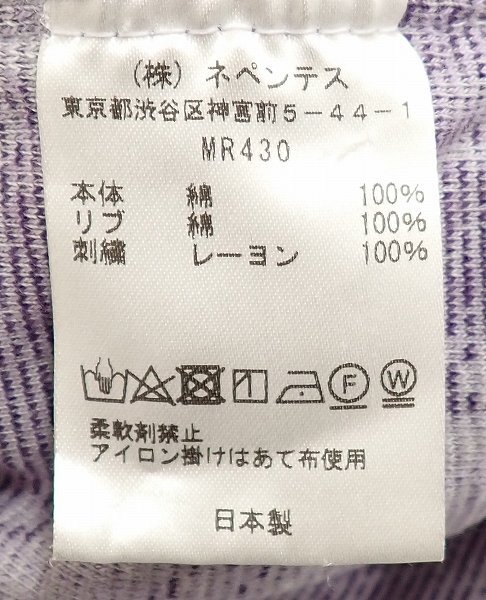 (株) ネペンテス
東京都渋谷区神宮前5-44-1
MR430
本体 綿 100%
リブ 綿 100%
刺繍 レーヨン 100%
F W
柔軟剤禁止
アイロン掛けはあて布使用
日本製